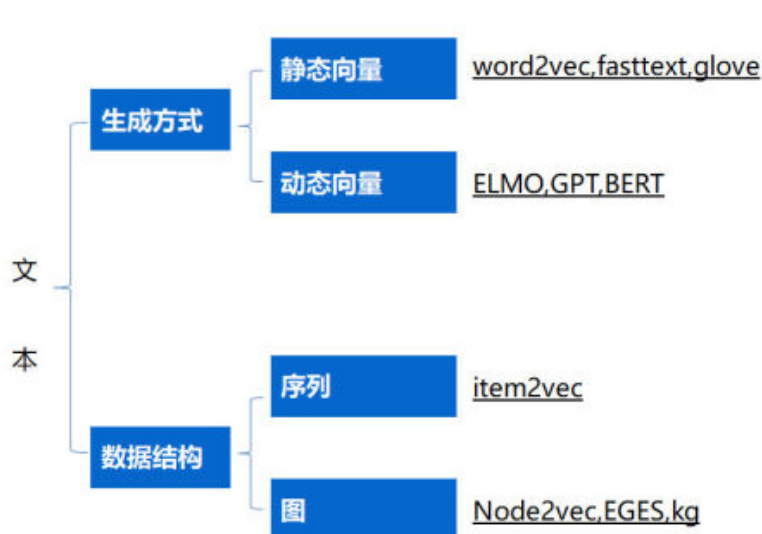 静态向量 word2vec,fasttext,glove
生成方式
动态向量 ELMO,GPT,BERT
文
本
序列 item2vec
数据结构
图 Node2vec,EGES,kg